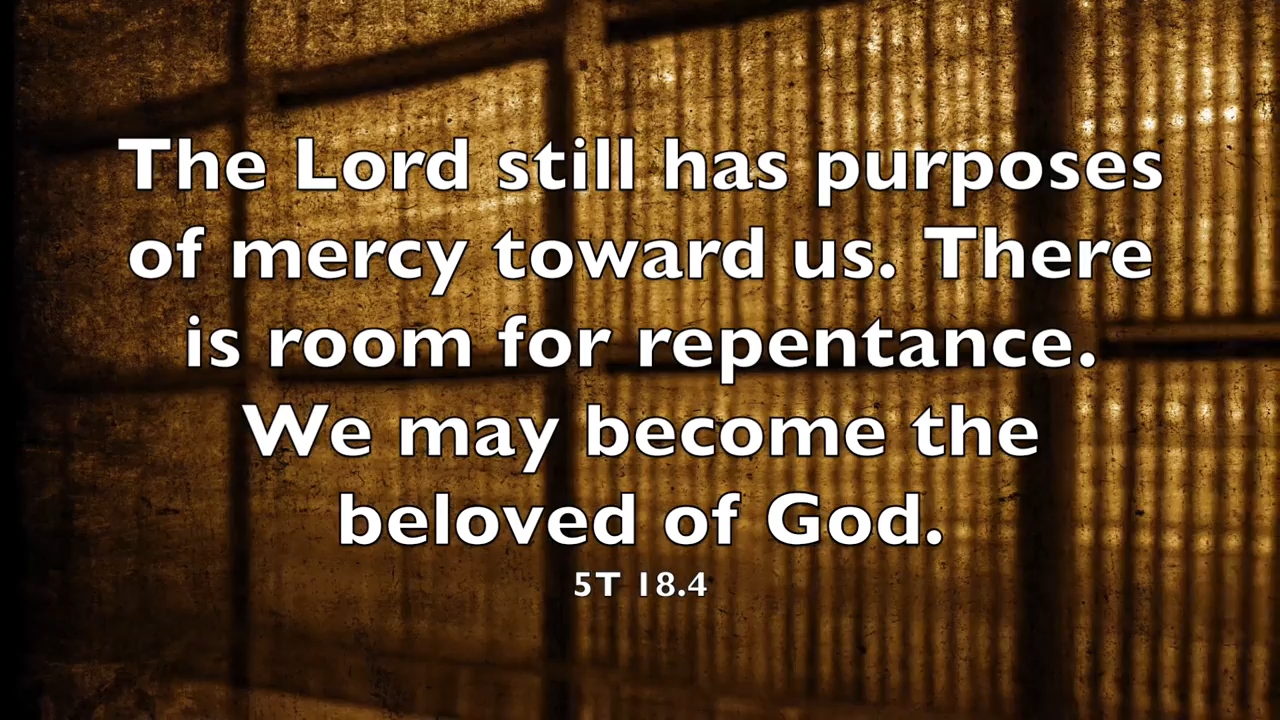 The Lord still has purposes
of mercy toward us. There
is room for repentance.
We may become the
beloved of God.
5T 18.4